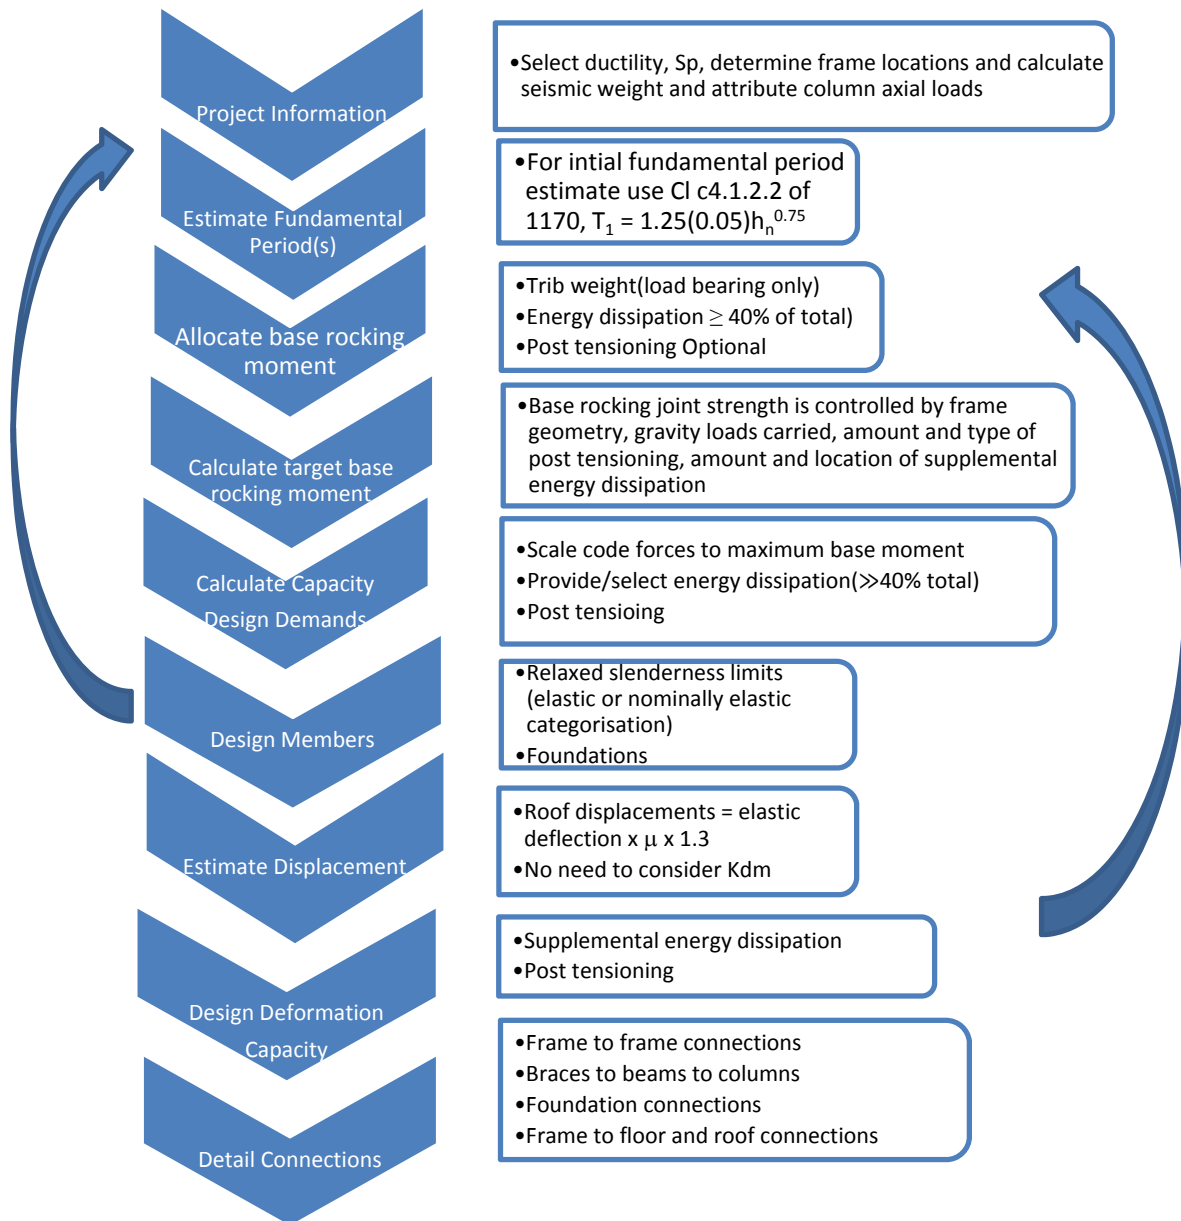 Project Information
•Select ductility, Sp, determine frame locations and calculate
seismic weight and attribute column axial loads
Estimate Fundamental
Period(s)
•For intial fundamental period
estimate use Cl c4.1.2.2 of
1170, T₁ = 1.25(0.05)hₙ^0.75
Allocate base rocking
moment
•Trib weight(load bearing only)
•Energy dissipation ≥ 40% of total)
•Post tensioning Optional
Calculate target base
rocking moment
•Base rocking joint strength is controlled by frame
geometry, gravity loads carried, amount and type of
post tensioning, amount and location of supplemental
energy dissipation
Calculate Capacity
Design Demands
•Scale code forces to maximum base moment
•Provide/select energy dissipation(≫40% total)
•Post tensioing
Design Members
•Relaxed slenderness limits
(elastic or nominally elastic
categorisation)
•Foundations
Estimate Displacement
•Roof displacements = elastic
deflection x μ x 1.3
•No need to consider Kdm
Design Deformation
Capacity
•Supplemental energy dissipation
•Post tensioning
Detail Connections
•Frame to frame connections
•Braces to beams to columns
•Foundation connections
•Frame to floor and roof connections